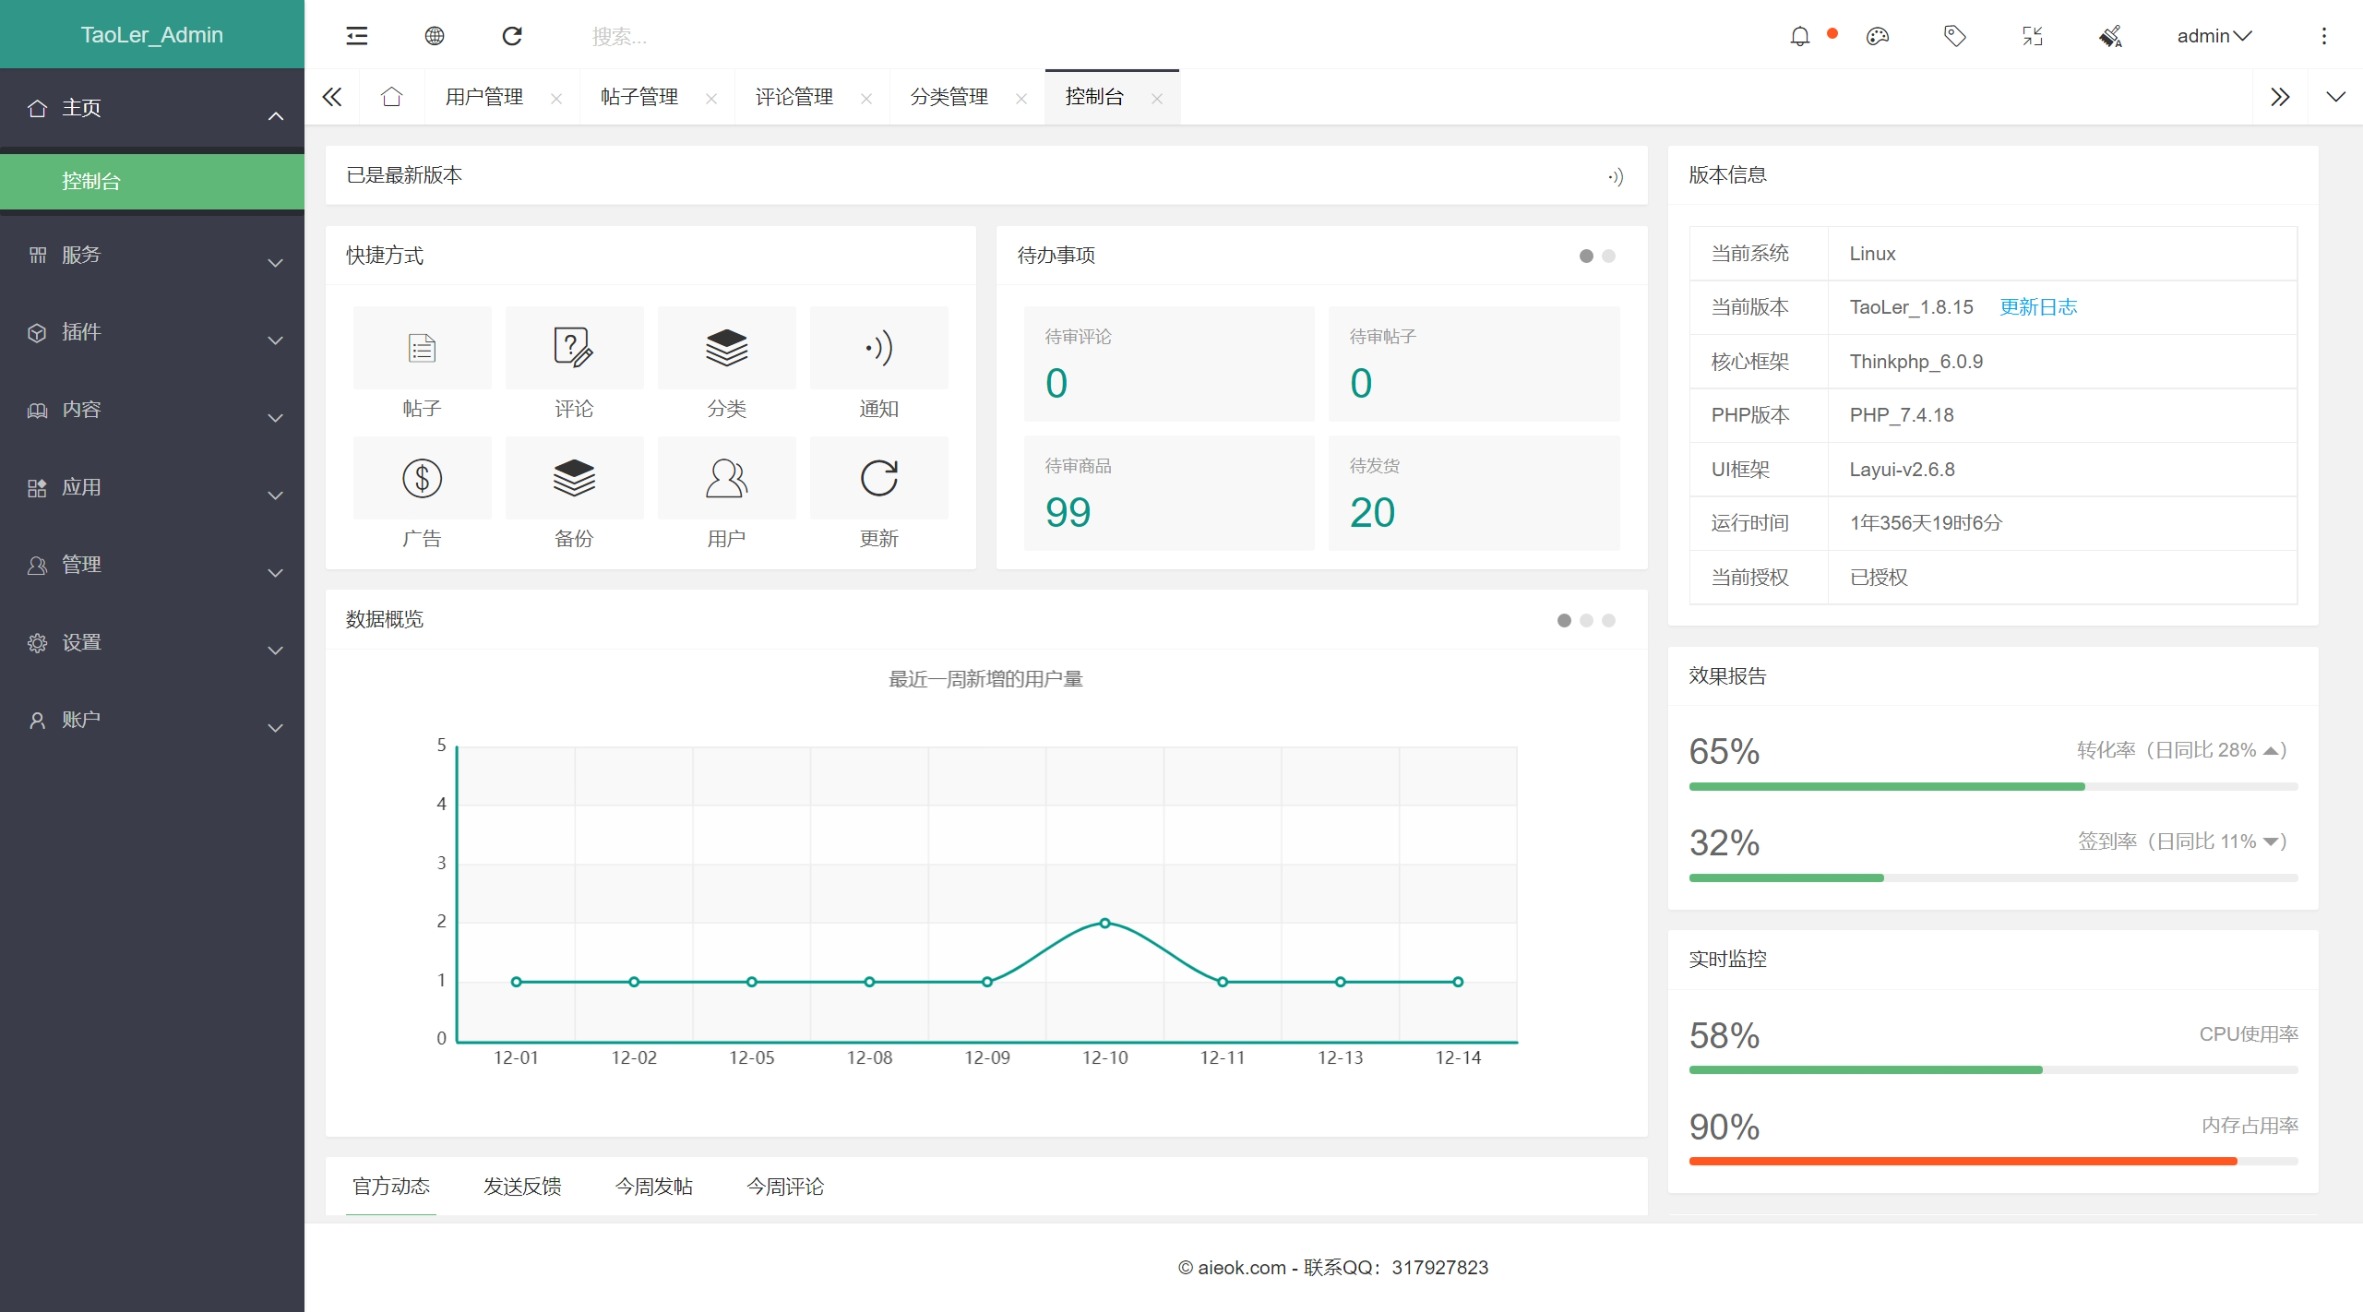 TaoLer_Admin
搜索...
admin
主页
控制台
服务
插件
内容
应用
管理
设置
账户
用户管理
帖子管理
评论管理
分类管理
控制台
已是最新版本
快捷方式
帖子
评论
分类
通知
广告
备份
用户
更新
待办事项
待审评论
0
待审帖子
0
待审商品
99
待发货
20
数据概览
最近一周新增的用户量
5
4
3
2
1
0
12-01 12-02 12-05 12-08 12-09 12-10 12-11 12-13 12-14
官方动态 发送反馈 今周发帖 今周评论
版本信息
当前系统 Linux
当前版本 TaoLer_1.8.15 更新日志
核心框架 Thinkphp_6.0.9
PHP版本 PHP_7.4.18
UI框架 Layui-v2.6.8
运行时间 1年356天19时6分
当前授权 已授权
效果报告
65% 转化率（日同比 28% ▲）
32% 签到率（日同比 11% ▼）
实时监控
58% CPU使用率
90% 内存占用率
© aieok.com - 联系QQ：317927823